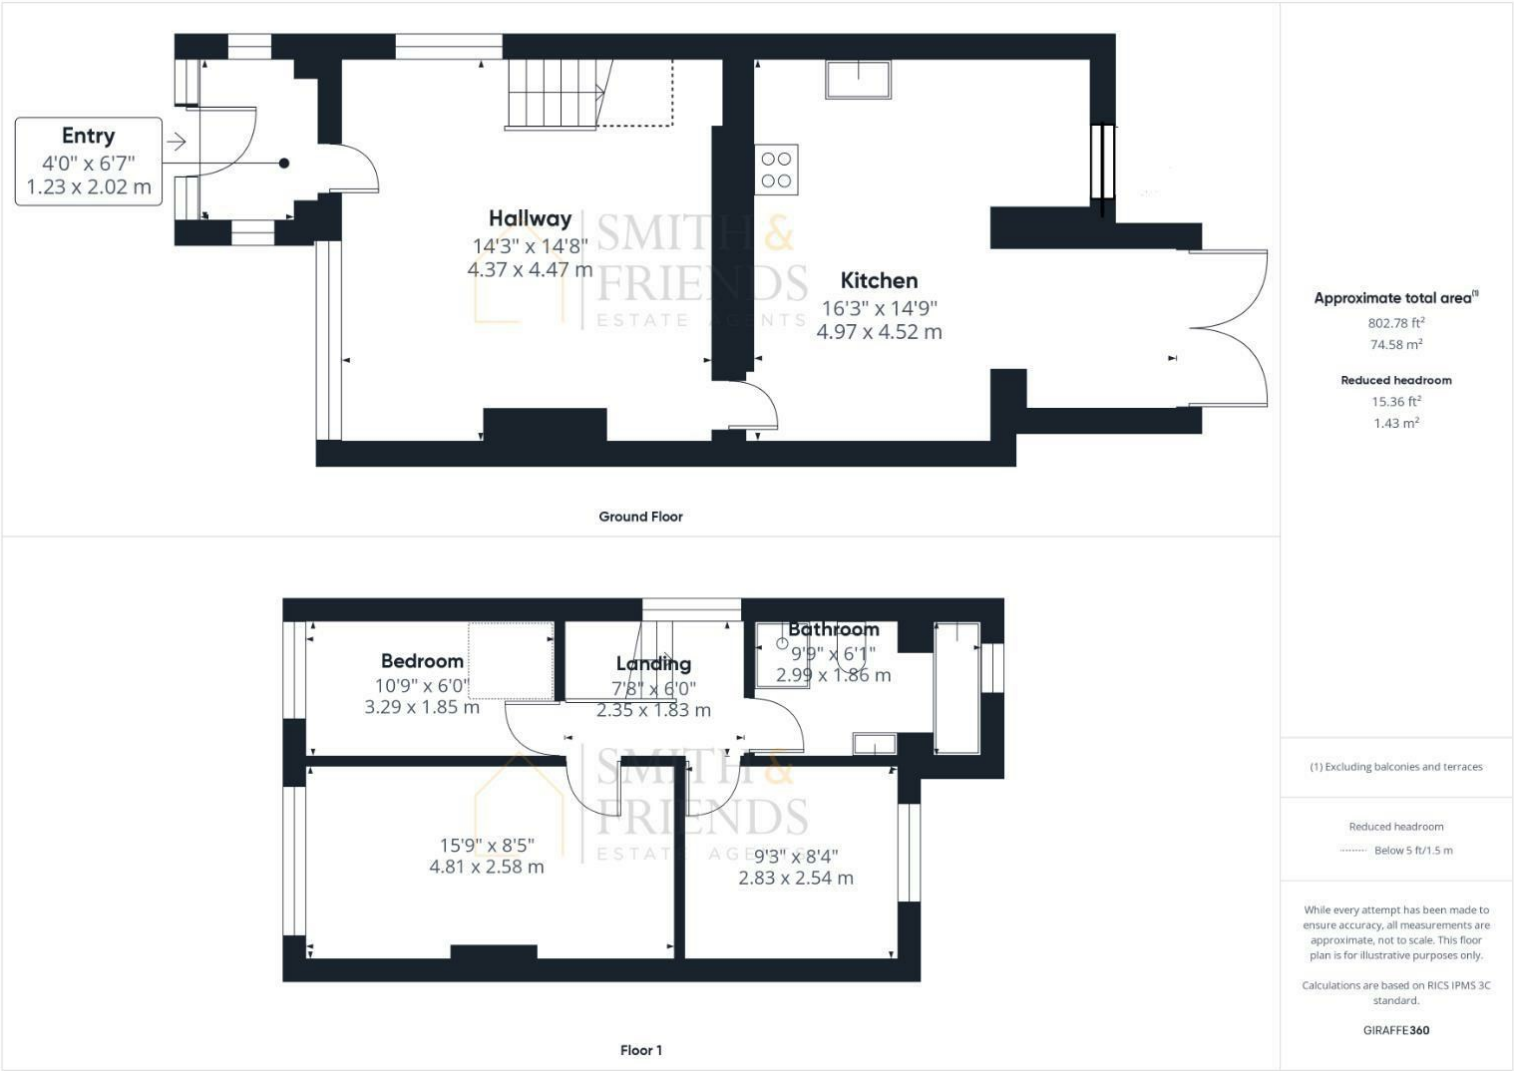 Entry
4'0" x 6'7"
1.23 x 2.02 m
Hallway
14'3" x 14'8"
4.37 x 4.47 m
SMITH &
FRIENDS
ESTATE AGENTS
Kitchen
16'3" x 14'9"
4.97 x 4.52 m
Ground Floor
Bedroom
10'9" x 6'0"
3.29 x 1.85 m
Landing
7'8" x 6'0"
2.35 x 1.83 m
Bathroom
9'9" x 6'1"
2.99 x 1.86 m
SMITH &
FRIENDS
ESTATE AGENTS
15'9" x 8'5"
4.81 x 2.58 m
9'3" x 8'4"
2.83 x 2.54 m
Floor 1
Approximate total area(1)
802.78 ft²
74.58 m²
Reduced headroom
15.36 ft²
1.43 m²
(1) Excluding balconies and terraces
Reduced headroom
Below 5 ft/1.5 m
While every attempt has been made to
ensure accuracy, all measurements are
approximate, not to scale. This floor
plan is for illustrative purposes only.
Calculations are based on RICS IPMS 3C
standard.
GIRAFFE360